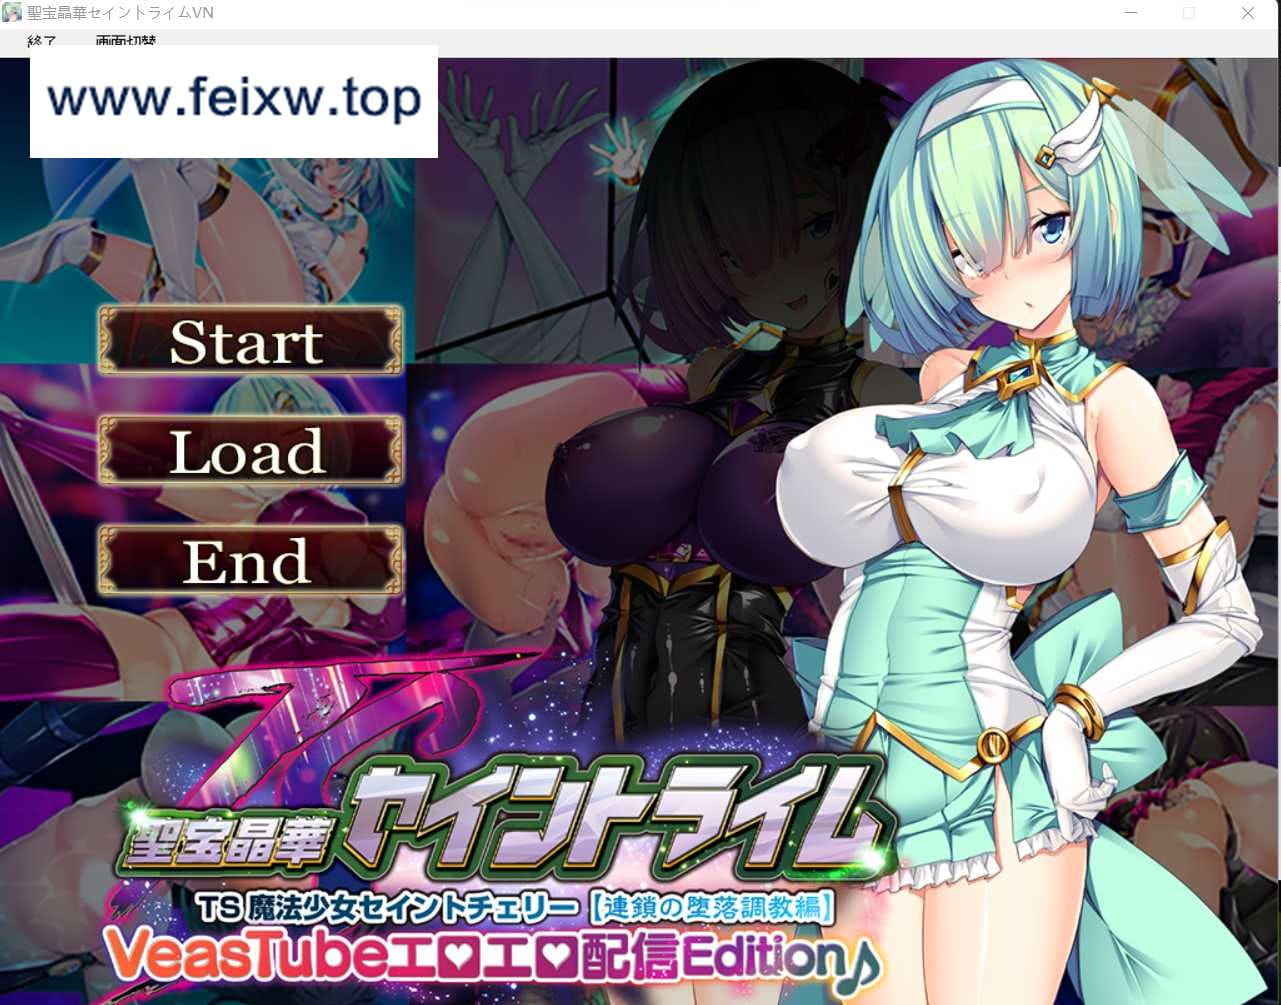 聖宝晶華セイントライムVN
終了 画面切替
www.feixw.top
Start
Load
End
TS
聖宝晶華 セイントライム
TS魔法少女セイントチェリー【連鎖の堕落調教編】
VeasTubeエロ♥エロ♥配信Edition♪